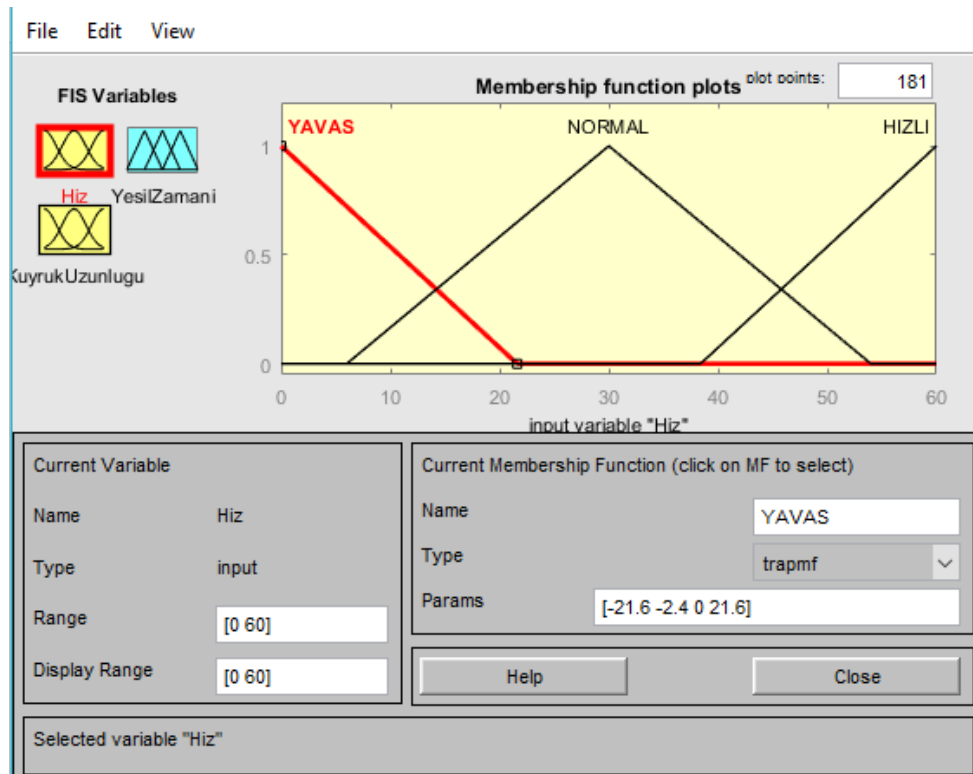 File Edit View
FIS Variables
Hiz YesilZamani
KuyrukUzunlugu
Membership function plots plot points: 181
YAVAS NORMAL HIZLI
1
0.5
0
0 10 20 30 40 50 60
input variable "Hiz"
Current Variable
Name Hiz
Type input
Range [0 60]
Display Range [0 60]
Current Membership Function (click on MF to select)
Name YAVAS
Type trapmf
Params [-21.6 -2.4 0 21.6]
Help Close
Selected variable "Hiz"